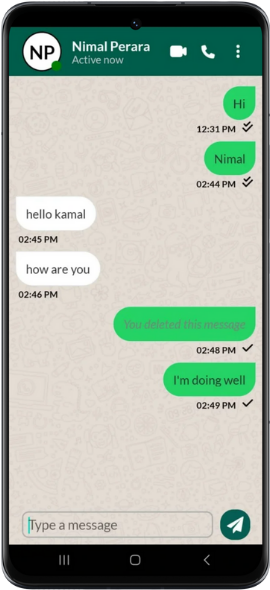 NP
Nimal Perara
Active now
Hi
12:31 PM
Nimal
02:44 PM
hello kamal
02:45 PM
how are you
02:46 PM
You deleted this message
02:48 PM
I'm doing well
02:49 PM
Type a message